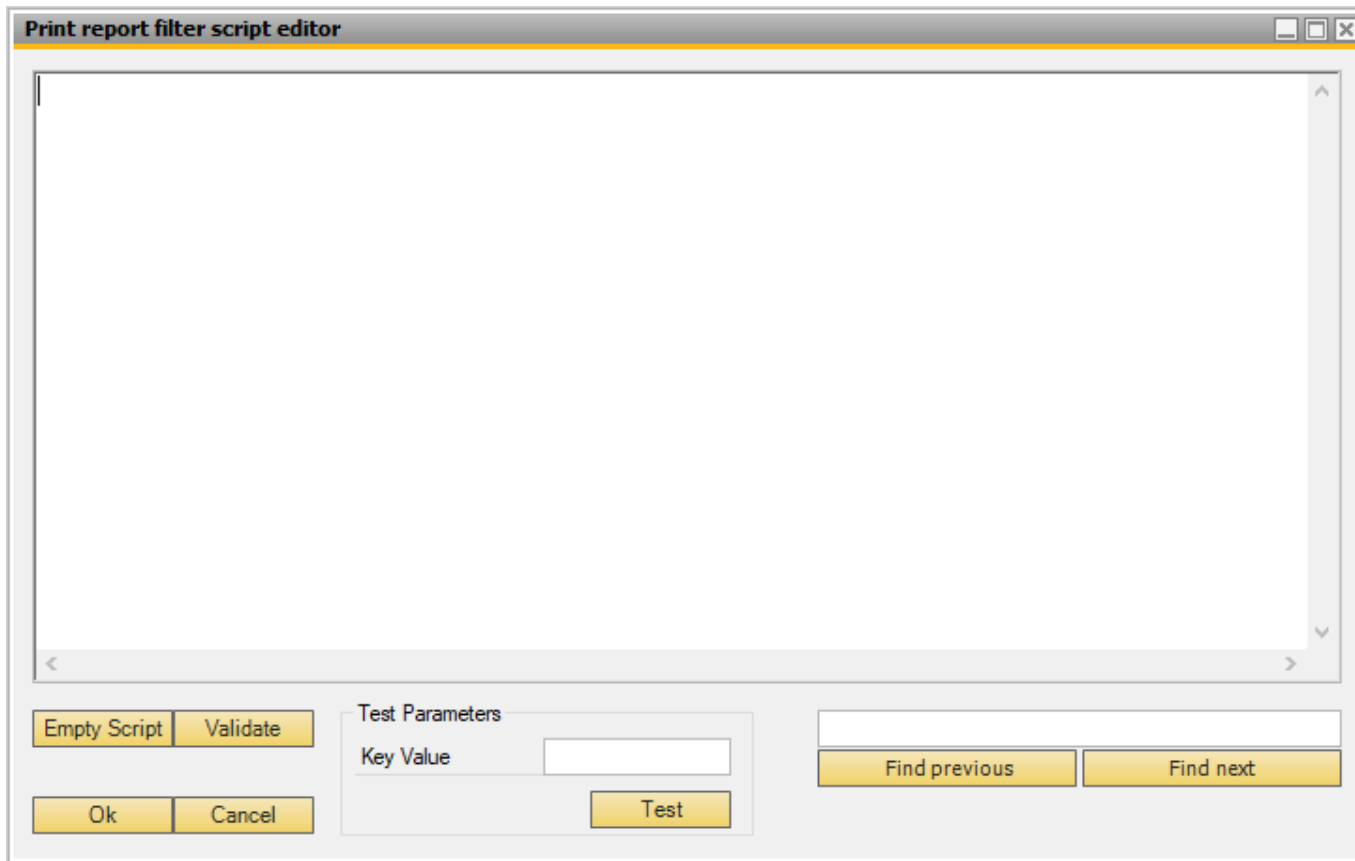 Print report filter script editor
Empty Script
Validate
Test Parameters
Key Value
Find previous
Find next
Ok
Cancel
Test